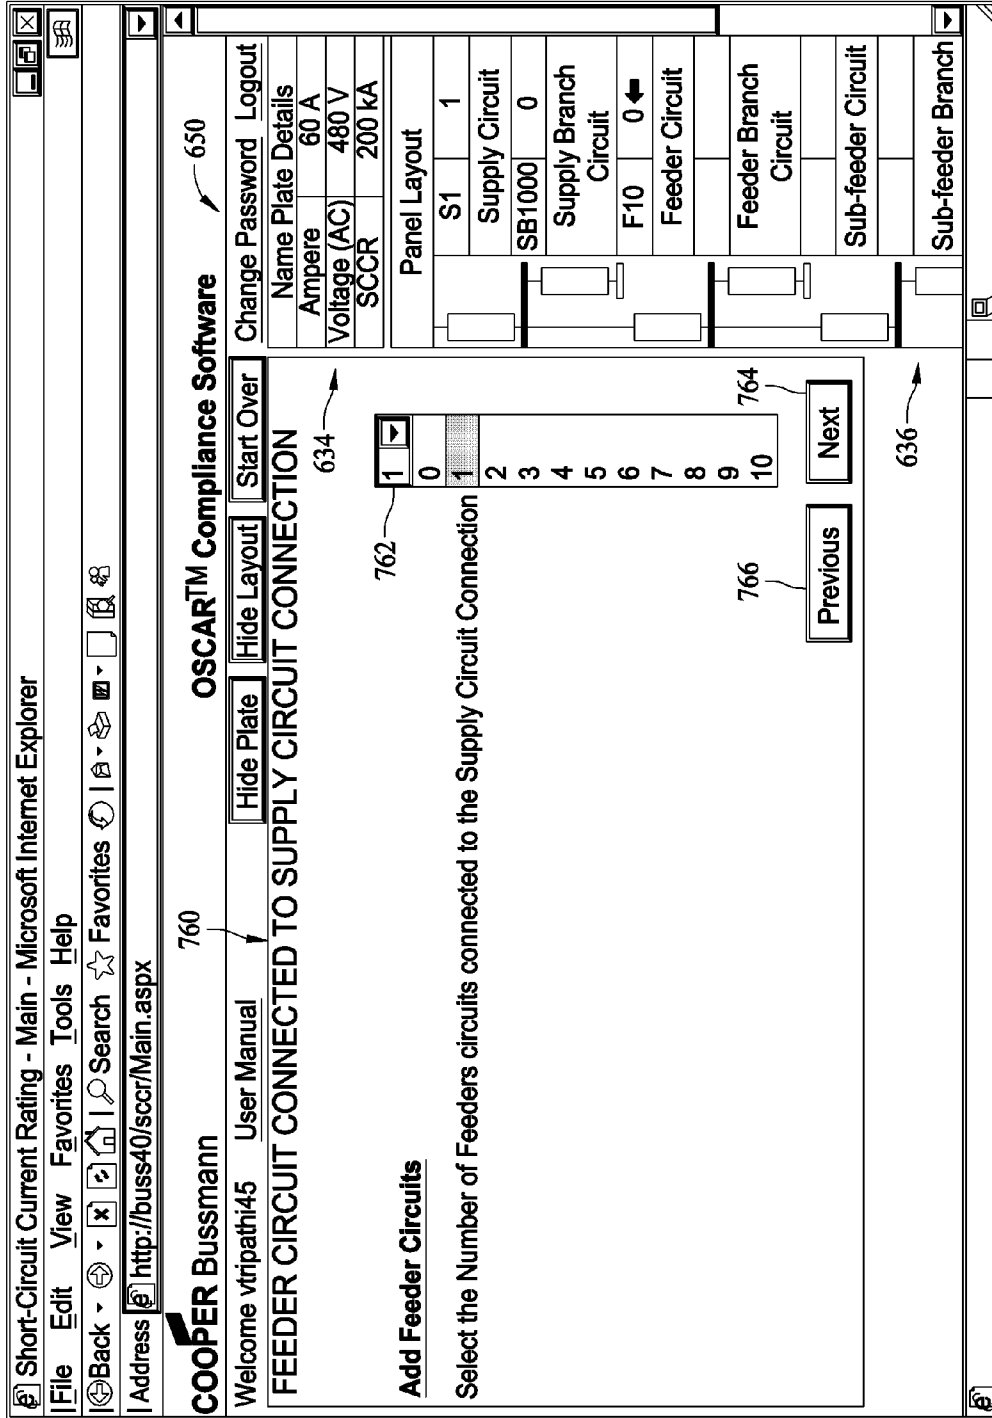 Short-Circuit Current Rating - Main - Microsoft Internet Explorer
File Edit View Favorites Tools Help
Back Search Favorites
Address http://buss40/sccr/Main.aspx
COOPER Bussmann
OSCAR™ Compliance Software
650
Welcome vtripathi45 User Manual
760
Hide Plate Hide Layout Start Over Change Password Logout
FEEDER CIRCUIT CONNECTED TO SUPPLY CIRCUIT CONNECTION
Name Plate Details
Ampere 60 A
Voltage (AC) 480 V
SCCR 200 kA
634
Add Feeder Circuits
Select the Number of Feeders circuits connected to the Supply Circuit Connection
762
1
0
1
2
3
4
5
6
7
8
9
10
766
Previous
764
Next
Panel Layout
S1 1
Supply Circuit
SB1000 0
Supply Branch
Circuit
F10 0
Feeder Circuit
Feeder Branch
Circuit
Sub-feeder Circuit
Sub-feeder Branch
636